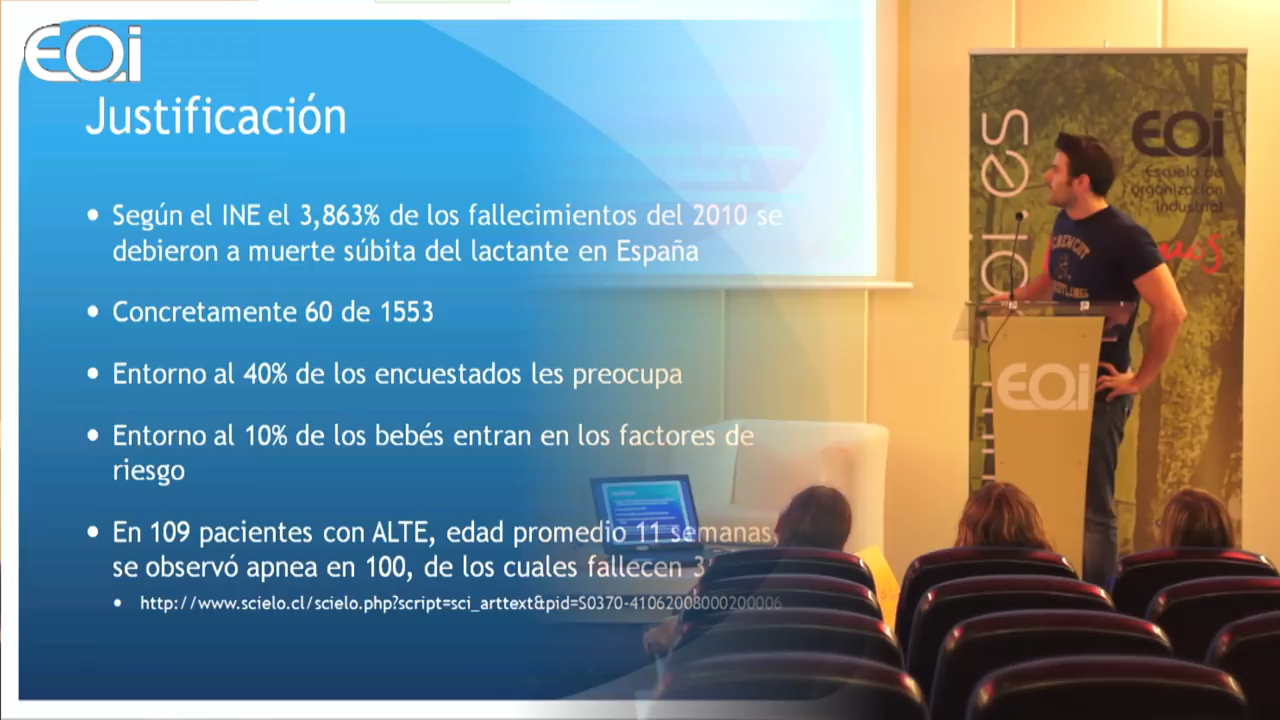 EOi
Justificación
• Según el INE el 3,863% de los fallecimientos del 2010 se
debieron a muerte súbita del lactante en España
• Concretamente 60 de 1553
• Entorno al 40% de los encuestados les preocupa
• Entorno al 10% de los bebés entran en los factores de
riesgo
• En 109 pacientes con ALTE, edad promedio 11 semanas,
se observó apnea en 100, de los cuales fallecen 3
• http://www.scielo.cl/scielo.php?script=sci_arttext&pid=S0370-41062008000200006
EOi
Escuela de
organización
industrial
oi.es
EOi